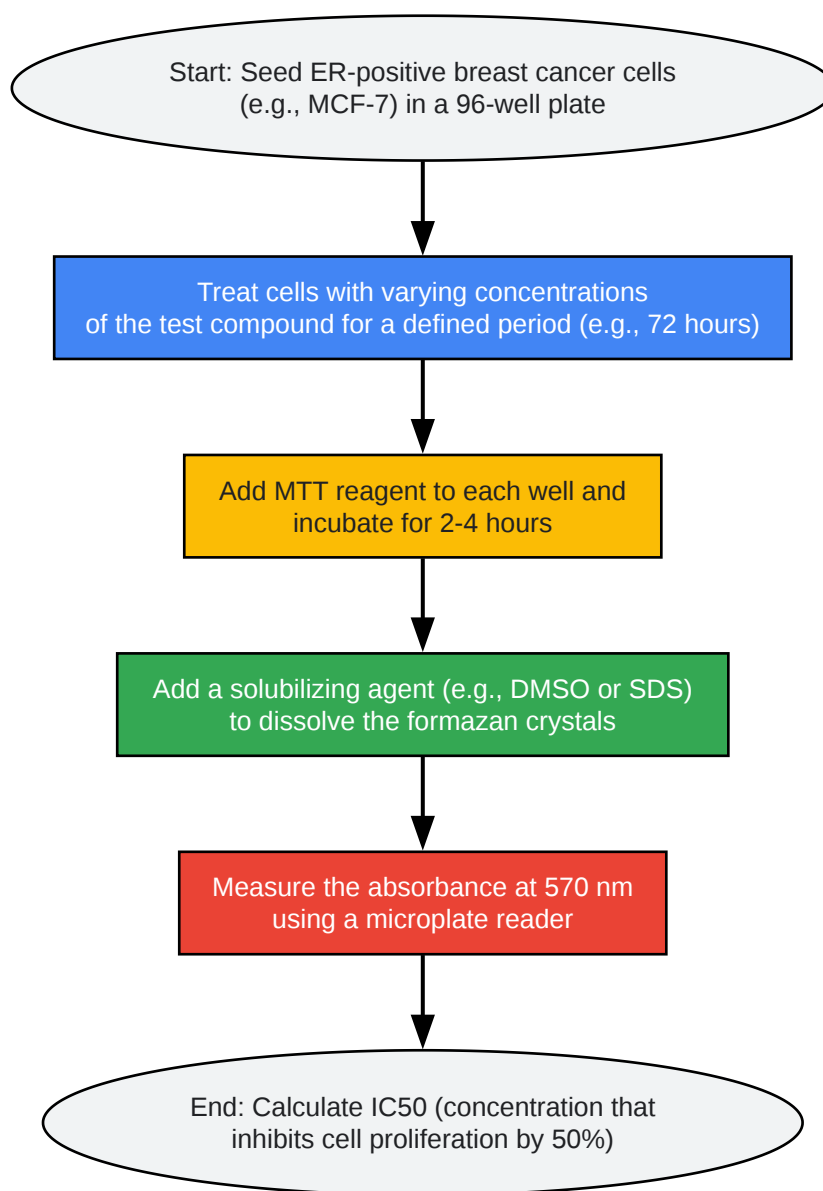 Start: Seed ER-positive breast cancer cells
(e.g., MCF-7) in a 96-well plate
Treat cells with varying concentrations
of the test compound for a defined period (e.g., 72 hours)
Add MTT reagent to each well and
incubate for 2-4 hours
Add a solubilizing agent (e.g., DMSO or SDS)
to dissolve the formazan crystals
Measure the absorbance at 570 nm
using a microplate reader
End: Calculate IC50 (concentration that
inhibits cell proliferation by 50%)